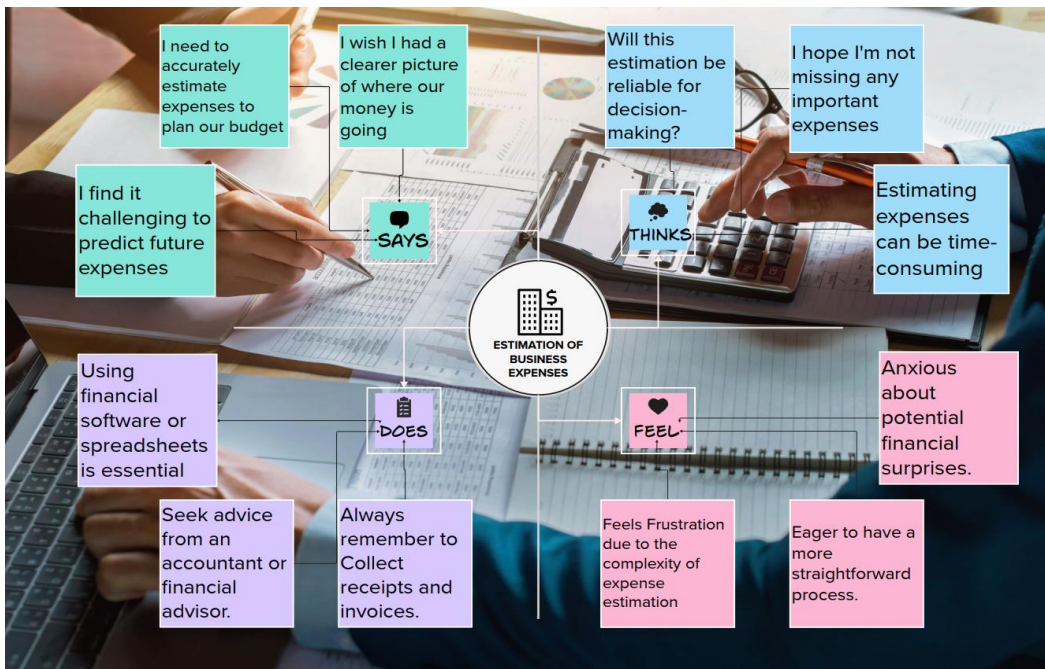 I need to
accurately
estimate
expenses to
plan our budget
I wish I had a
clearer picture
of where our
money is
going
I find it
challenging to
predict future
expenses
SAYS
Will this
estimation be
reliable for
decision-
making?
I hope I'm not
missing any
important
expenses
Estimating
expenses
can be time-
consuming
THINKS
$
ESTIMATION OF
BUSINESS
EXPENSES
Using
financial
software or
spreadsheets
is essential
Seek advice
from an
accountant or
financial
advisor.
Always
remember to
Collect
receipts and
invoices.
DOES
Anxious
about
potential
financial
surprises.
FEEL
Feels Frustration
due to the
complexity of
expense
estimation
Eager to have a
more
straightforward
process.